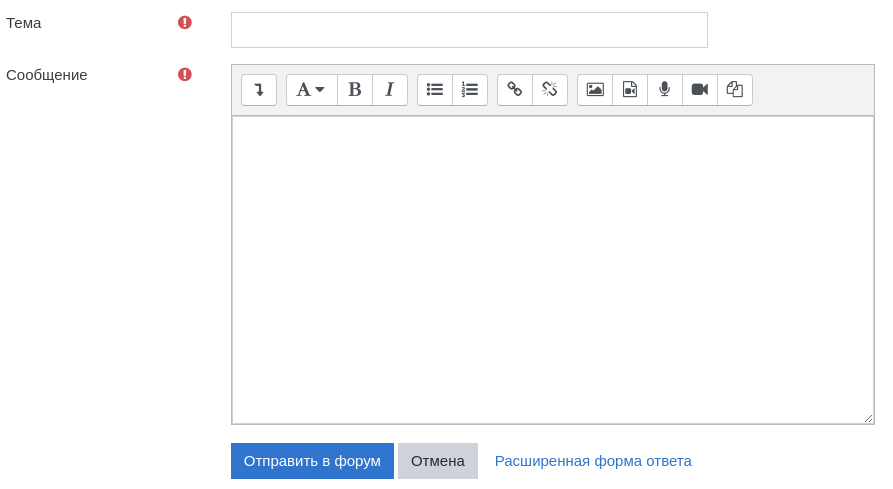 Тема
Сообщение
A B I
Отправить в форум Отмена Расширенная форма ответа